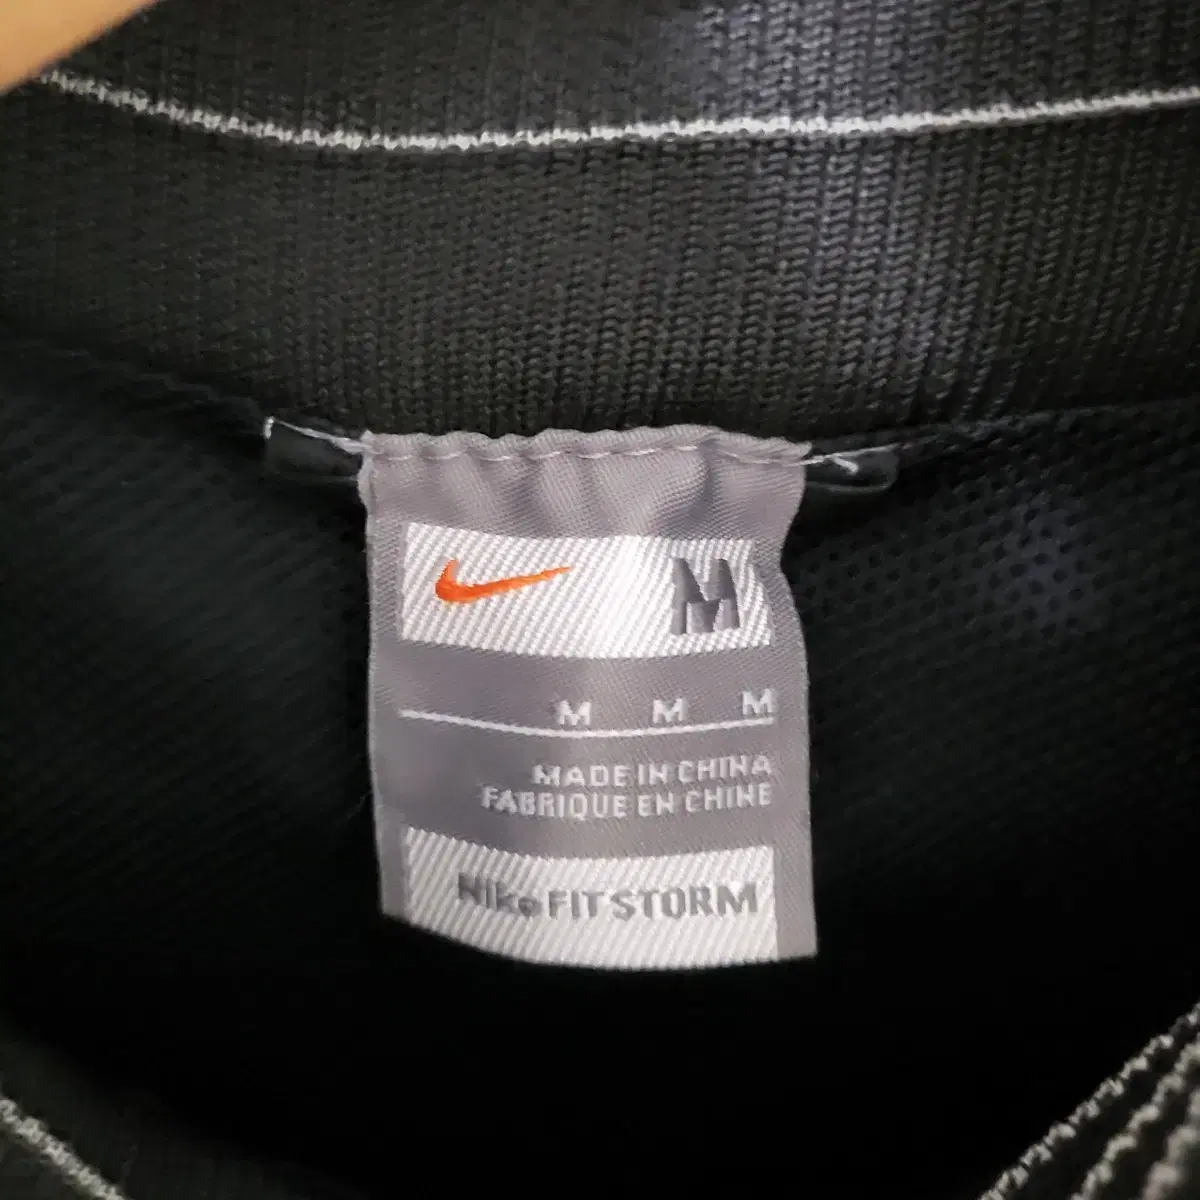 M
M M M
MADE IN CHINA
FABRIQUE EN CHINE
Nike FIT STORM